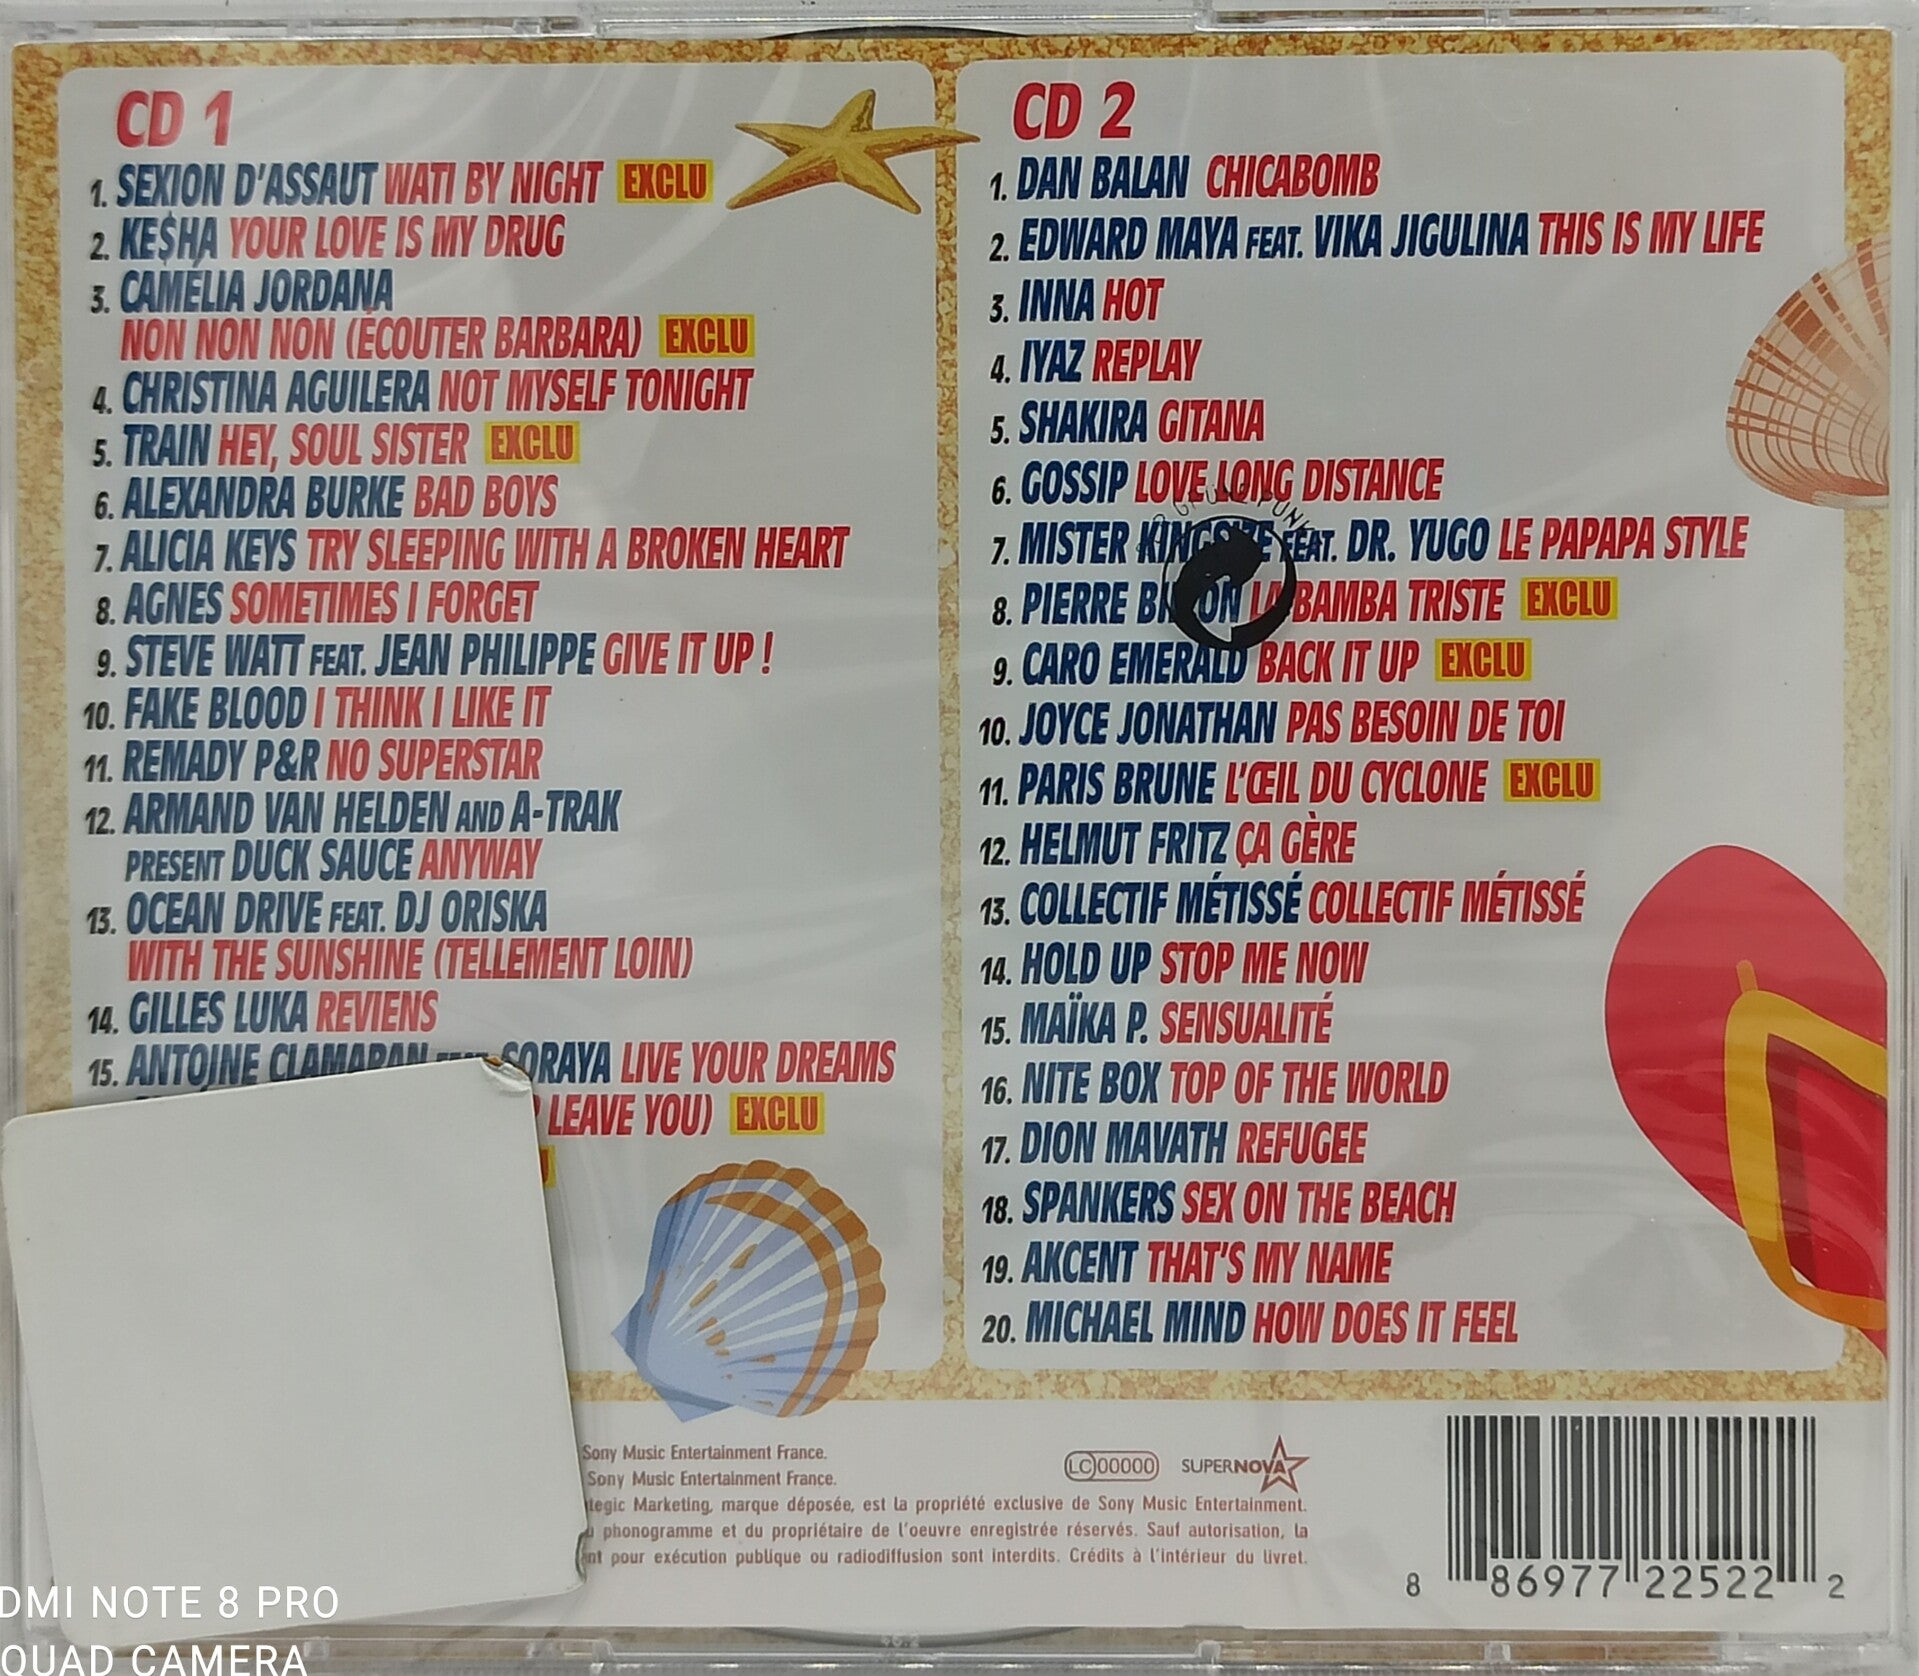 CD 1
1. SEXION D'ASSAUT WATI BY NIGHT EXCLU
2. KE$HA YOUR LOVE IS MY DRUG
3. CAMÉLIA JORDANA
NON NON NON (ÉCOUTER BARBARA) EXCLU
4. CHRISTINA AGUILERA NOT MYSELF TONIGHT
5. TRAIN HEY, SOUL SISTER EXCLU
6. ALEXANDRA BURKE BAD BOYS
7. ALICIA KEYS TRY SLEEPING WITH A BROKEN HEART
8. AGNES SOMETIMES I FORGET
9. STEVE WATT FEAT. JEAN PHILIPPE GIVE IT UP !
10. FAKE BLOOD I THINK I LIKE IT
11. REMADY P&R NO SUPERSTAR
12. ARMAND VAN HELDEN AND A-TRAK
PRESENT DUCK SAUCE ANYWAY
13. OCEAN DRIVE FEAT. DJ ORISKA
WITH THE SUNSHINE (TELLEMENT LOIN)
14. GILLES LUKA REVIENS
15. ANTOINE CLAMARAN FEAT. SORAYA LIVE YOUR DREAMS
LEAVE YOU) EXCLU
CD 2
1. DAN BALAN CHICABOMB
2. EDWARD MAYA FEAT. VIKA JIGULINA THIS IS MY LIFE
3. INNA HOT
4. IYAZ REPLAY
5. SHAKIRA GITANA
6. GOSSIP LOVE LONG DISTANCE
7. MISTER KINGSIZE FEAT. DR. YUGO LE PAPAPA STYLE
8. PIERRE LA BAMBA TRISTE EXCLU
9. CARO EMERALD BACK IT UP EXCLU
10. JOYCE JONATHAN PAS BESOIN DE TOI
11. PARIS BRUNE L'ŒIL DU CYCLONE EXCLU
12. HELMUT FRITZ ÇA GÈRE
13. COLLECTIF MÉTISSÉ COLLECTIF MÉTISSÉ
14. HOLD UP STOP ME NOW
15. MAÏKA P. SENSUALITÉ
16. NITE BOX TOP OF THE WORLD
17. DION MAVATH REFUGEE
18. SPANKERS SEX ON THE BEACH
19. AKCENT THAT'S MY NAME
20. MICHAEL MIND HOW DOES IT FEEL
Sony Music Entertainment France.
Sony Music Entertainment France.
Marketing, marque déposée, est la propriété exclusive de Sony Music Entertainment.
phonogramme et du propriétaire de l'oeuvre enregistrée réservés. Sauf autorisation, la
pour exécution publique ou radiodiffusion sont interdits. Crédits à l'intérieur du livret.
LC 00000 SUPERNOVA
8 86977 22522 2
DMI NOTE 8 PRO
QUAD CAMERA